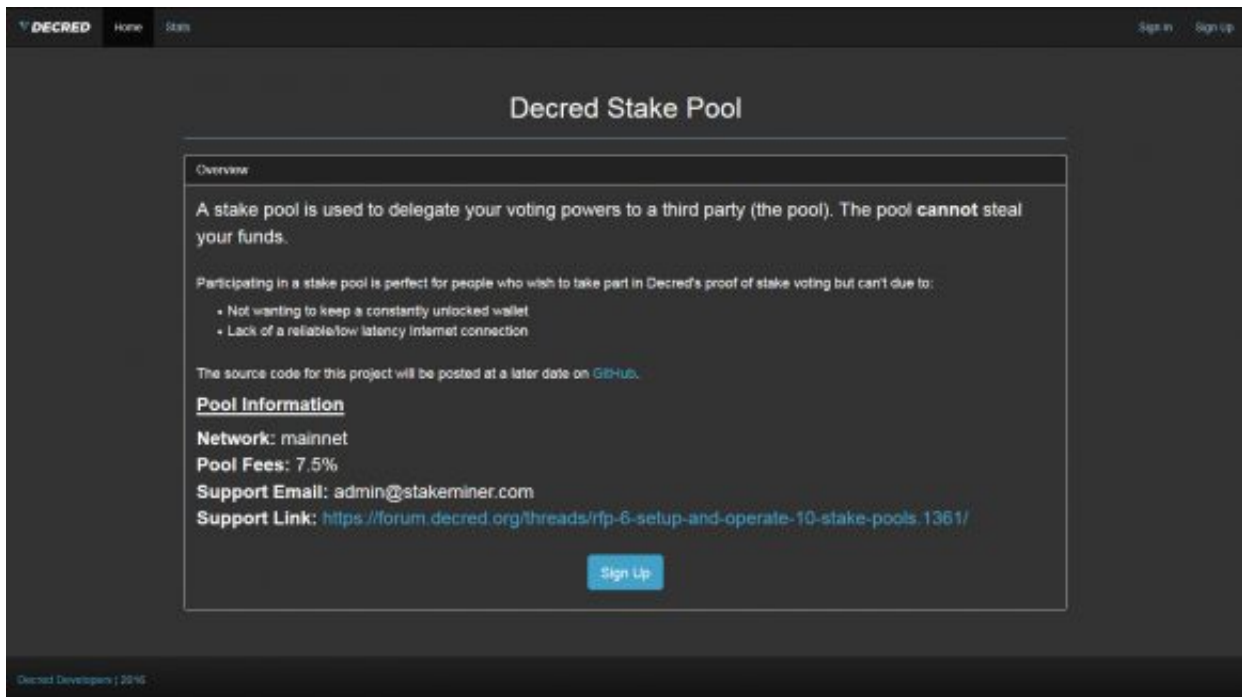 DECRED Home Stats Sign in Sign Up
Decred Stake Pool
Overview
A stake pool is used to delegate your voting powers to a third party (the pool). The pool cannot steal
your funds.
Participating in a stake pool is perfect for people who wish to take part in Decred's proof of stake voting but can't due to:
• Not wanting to keep a constantly unlocked wallet
• Lack of a reliable/low latency Internet connection
The source code for this project will be posted at a later date on GitHub.
Pool Information
Network: mainnet
Pool Fees: 7.5%
Support Email: admin@stakeminer.com
Support Link: https://forum.decred.org/threads/rfp-6-setup-and-operate-10-stake-pools.1361/
Sign Up
Decred Developers | 2016